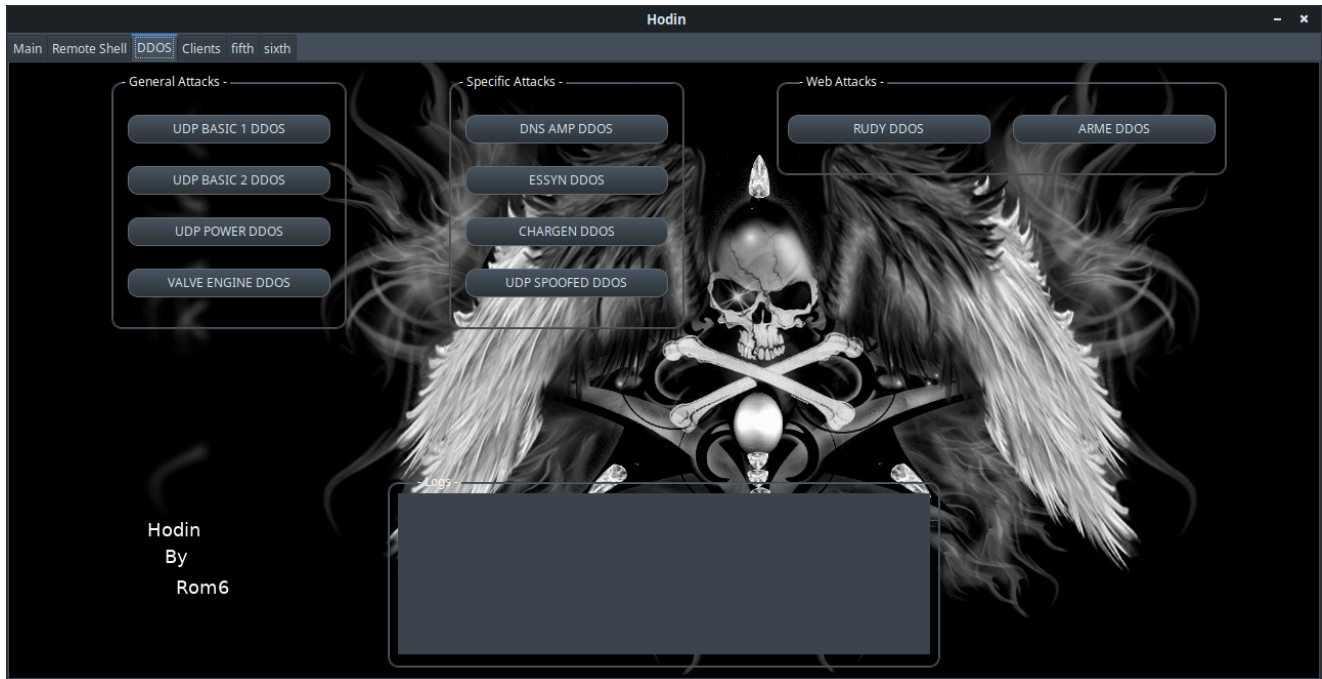 Hodin
Main Remote Shell DDOS Clients fifth sixth
- General Attacks -
UDP BASIC 1 DDOS
UDP BASIC 2 DDOS
UDP POWER DDOS
VALVE ENGINE DDOS
- Specific Attacks -
DNS AMP DDOS
ESSYN DDOS
CHARGEN DDOS
UDP SPOOFED DDOS
- Web Attacks -
RUDY DDOS
ARME DDOS
- Logs -
Hodin
By
Rom6